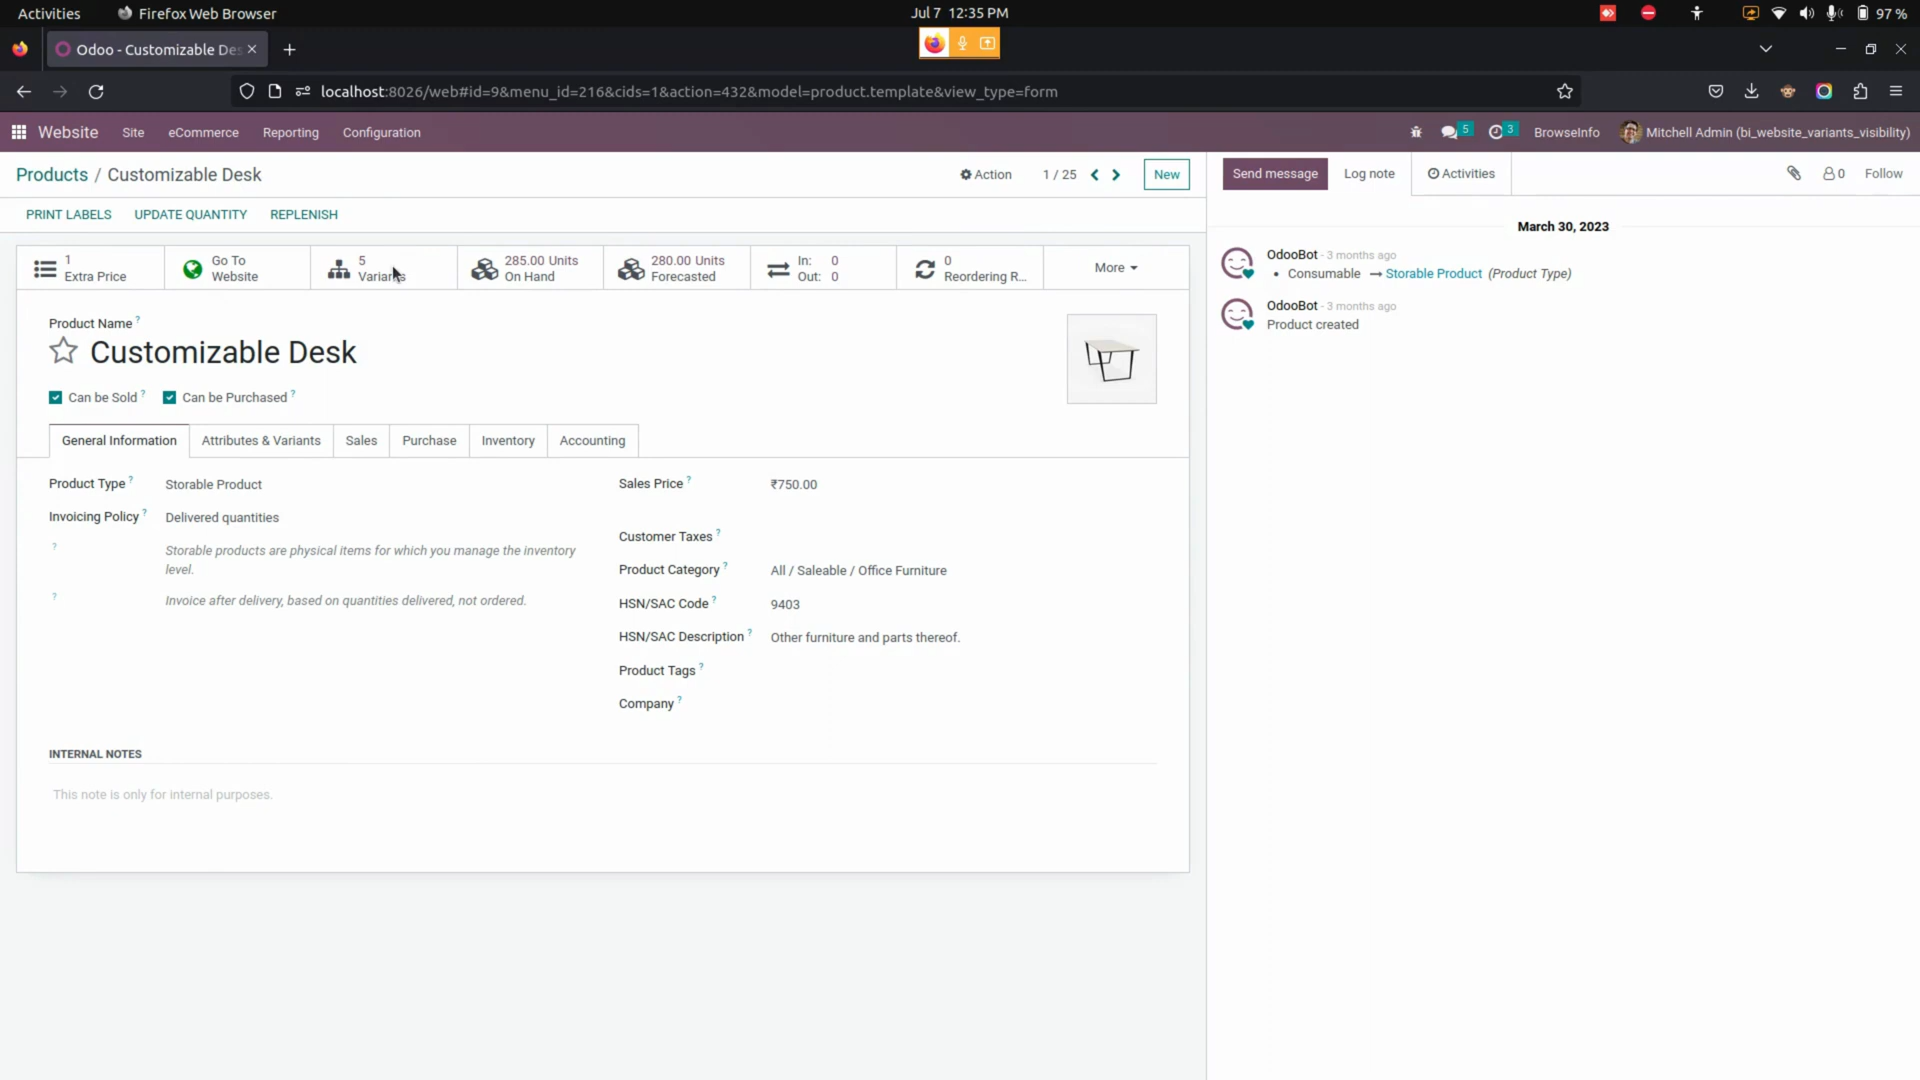 Activities
Firefox Web Browser
Jul 7 12:35 PM
97 %
Odoo - Customizable Des
localhost:8026/web#id=9&menu_id=216&cids=1&action=432&model=product.template&view_type=form
Website
Site
eCommerce
Reporting
Configuration
5
3
BrowseInfo
Mitchell Admin (bi_website_variants_visibility)
Products / Customizable Desk
Action
1 / 25
New
Send message
Log note
Activities
0
Follow
PRINT LABELS
UPDATE QUANTITY
REPLENISH
1
Extra Price
Go To
Website
5
Variants
285.00 Units
On Hand
280.00 Units
Forecasted
In: 0
Out: 0
0
Reordering R...
More
Product Name ?
Customizable Desk
Can be Sold ?
Can be Purchased ?
General Information
Attributes & Variants
Sales
Purchase
Inventory
Accounting
Product Type ? Storable Product
Invoicing Policy ? Delivered quantities
? Storable products are physical items for which you manage the inventory
level.
? Invoice after delivery, based on quantities delivered, not ordered.
Sales Price ? ₹750.00
Customer Taxes ?
Product Category ? All / Saleable / Office Furniture
HSN/SAC Code ? 9403
HSN/SAC Description ? Other furniture and parts thereof.
Product Tags ?
Company ?
INTERNAL NOTES
This note is only for internal purposes.
March 30, 2023
OdooBot - 3 months ago
• Consumable → Storable Product (Product Type)
OdooBot - 3 months ago
Product created